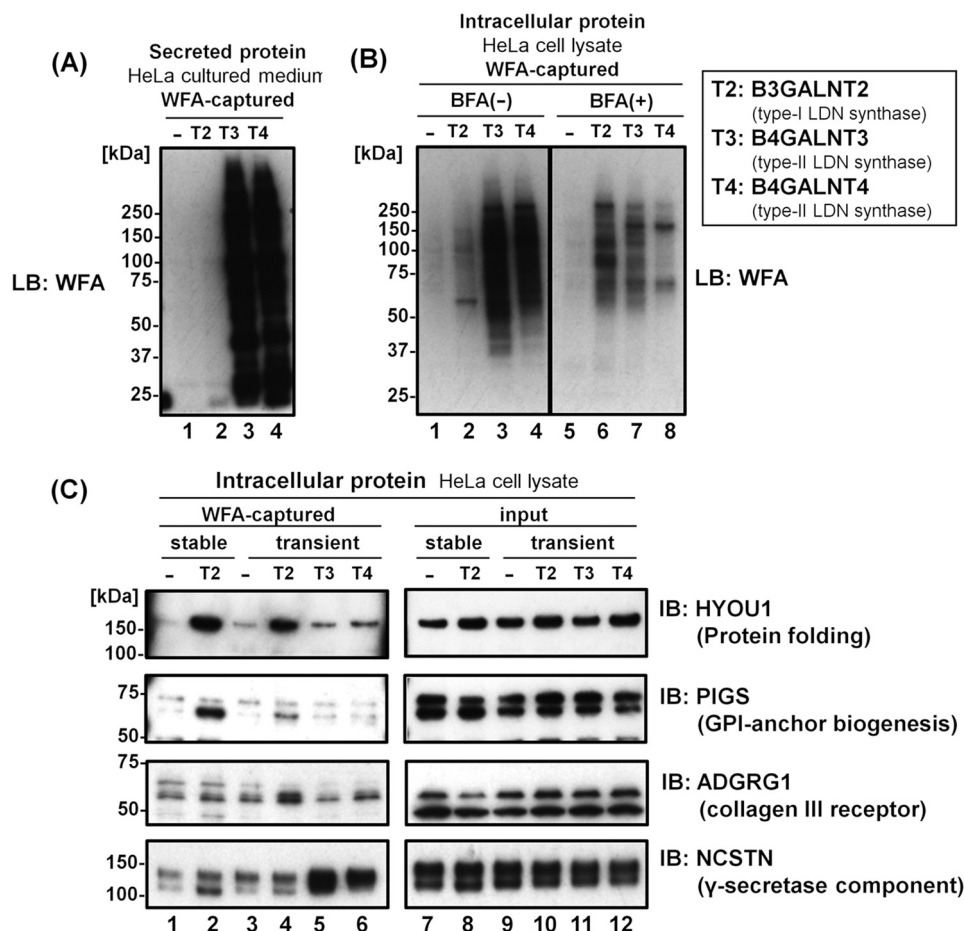 (A)
Secreted protein
HeLa cultured medium
WFA-captured
– T2 T3 T4
[kDa]
250-
150-
100-
75-
50-
37-
25-
LB: WFA
1 2 3 4
(B)
Intracellular protein
HeLa cell lysate
WFA-captured
BFA(–) BFA(+)
– T2 T3 T4 – T2 T3 T4
[kDa]
250-
150-
100-
75-
50-
37-
25-
LB: WFA
1 2 3 4 5 6 7 8
T2: B3GALNT2
(type-I LDN synthase)
T3: B4GALNT3
(type-II LDN synthase)
T4: B4GALNT4
(type-II LDN synthase)
(C)
Intracellular protein HeLa cell lysate
WFA-captured input
stable transient stable transient
– T2 – T2 T3 T4 – T2 – T2 T3 T4
[kDa]
150-
100-
IB: HYOU1
(Protein folding)
75-
50-
IB: PIGS
(GPI-anchor biogenesis)
75-
50-
IB: ADGRG1
(collagen III receptor)
150-
100-
IB: NCSTN
(γ-secretase component)
1 2 3 4 5 6 7 8 9 10 11 12